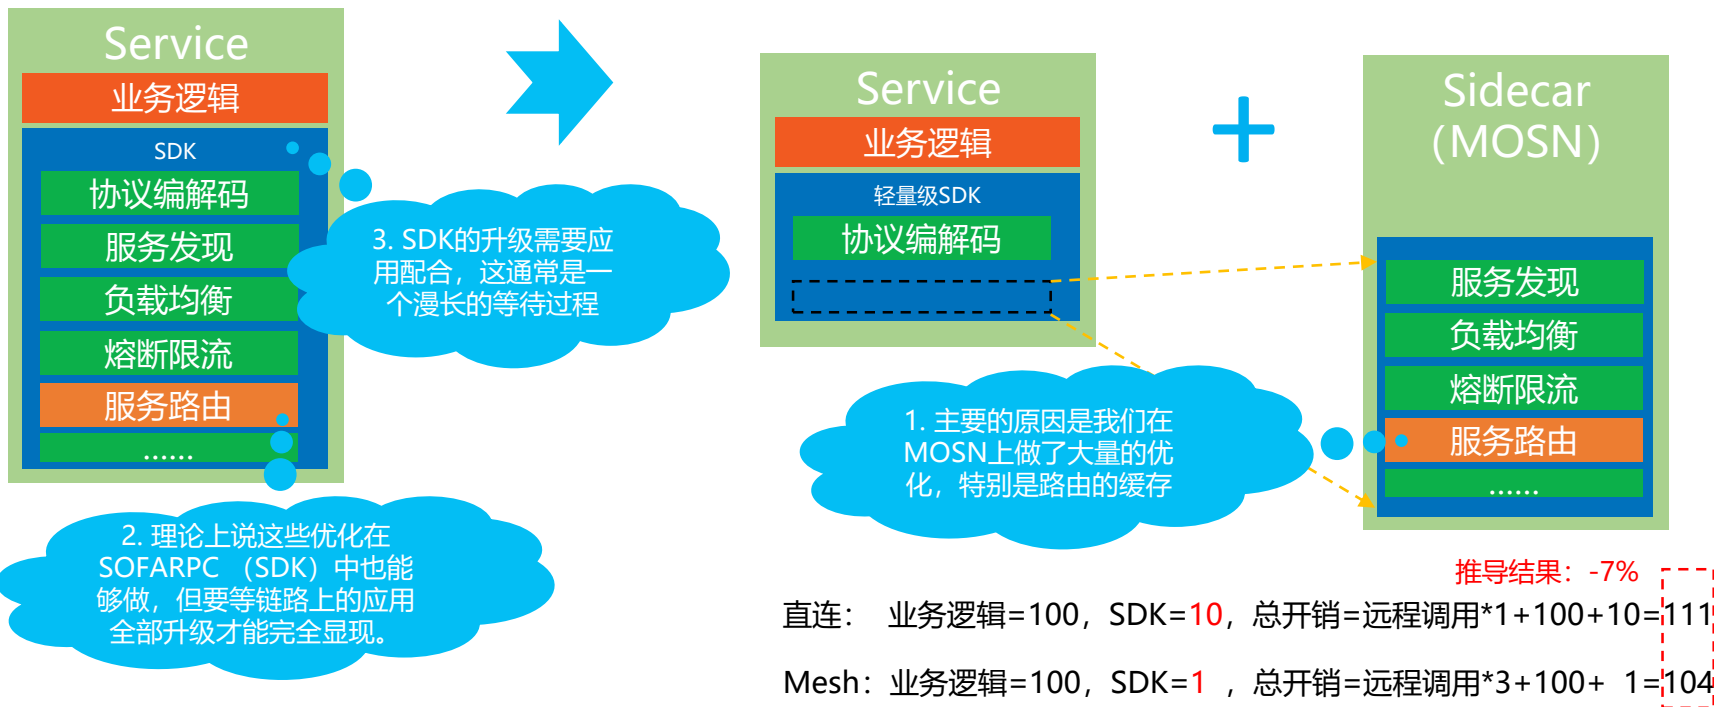 Service
业务逻辑
SDK
协议编解码
服务发现
负载均衡
熔断限流
服务路由
......
3. SDK的升级需要应
用配合，这通常是一
个漫长的等待过程
2. 理论上说这些优化在
SOFARPC （SDK）中也能
够做，但要等链路上的应用
全部升级才能完全显现。
Service
业务逻辑
轻量级SDK
协议编解码
Sidecar
（MOSN）
服务发现
负载均衡
熔断限流
服务路由
......
1. 主要的原因是我们在
MOSN上做了大量的优
化，特别是路由的缓存
推导结果：-7%
直连： 业务逻辑=100，SDK=10，总开销=远程调用*1+100+10=111
Mesh：业务逻辑=100，SDK=1 ，总开销=远程调用*3+100+ 1=104